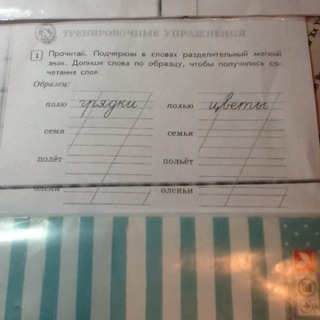 ТРЕНИРОВОЧНЫЕ УПРАЖНЕНИЯ
1 Прочитай. Подчеркни в словах разделительный мягкий
знак. Допиши слова по образцу, чтобы получились со-
четания слов.
Образец:
полю грядки полью цветы
семя семья
полёт польёт
олени оленьи